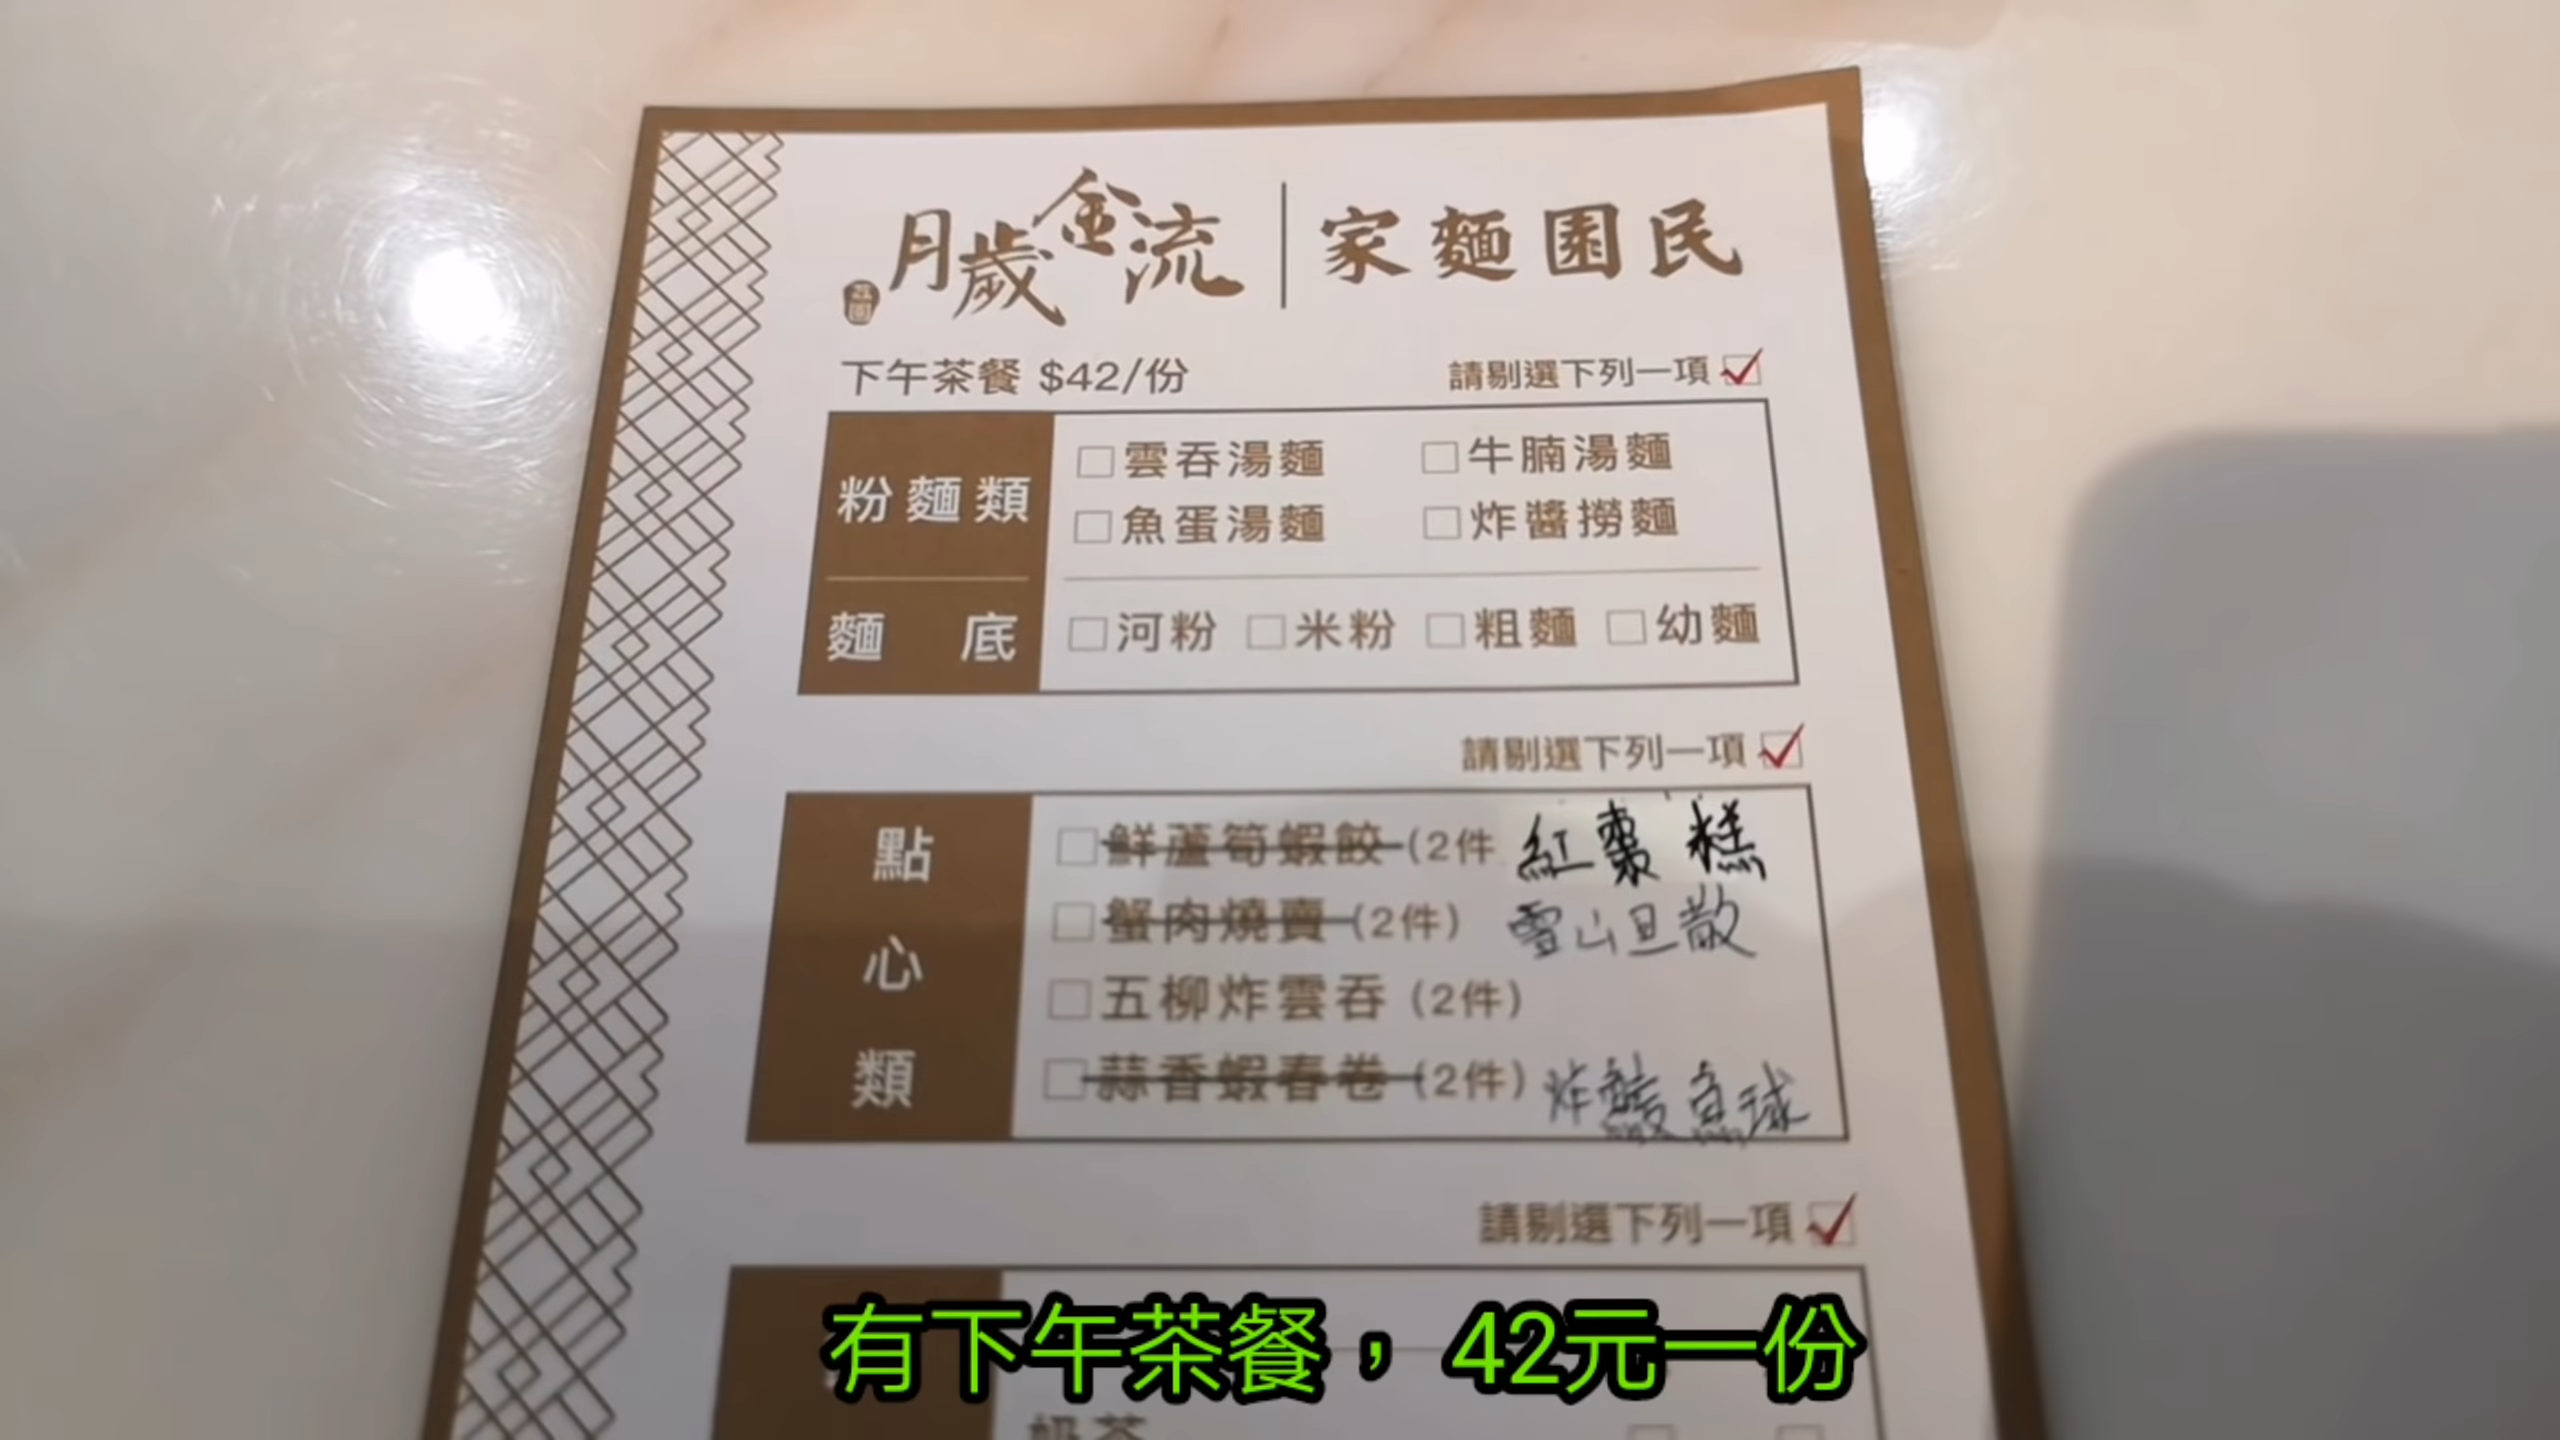 月歲金流 家麵園民
荔園
下午茶餐 $42/份 請剔選下列一項
粉麵類 雲吞湯麵 牛腩湯麵
魚蛋湯麵 炸醬撈麵
麵底 河粉 米粉 粗麵 幼麵
請剔選下列一項
點心類 鮮蘆筍蝦餃 (2件 紅棗糕
蟹肉燒賣 (2件) 雪山旦散
五柳炸雲吞 (2件)
蒜香蝦春卷 (2件) 炸鯪魚球
請剔選下列一項
有下午茶餐， 42元一份
奶茶